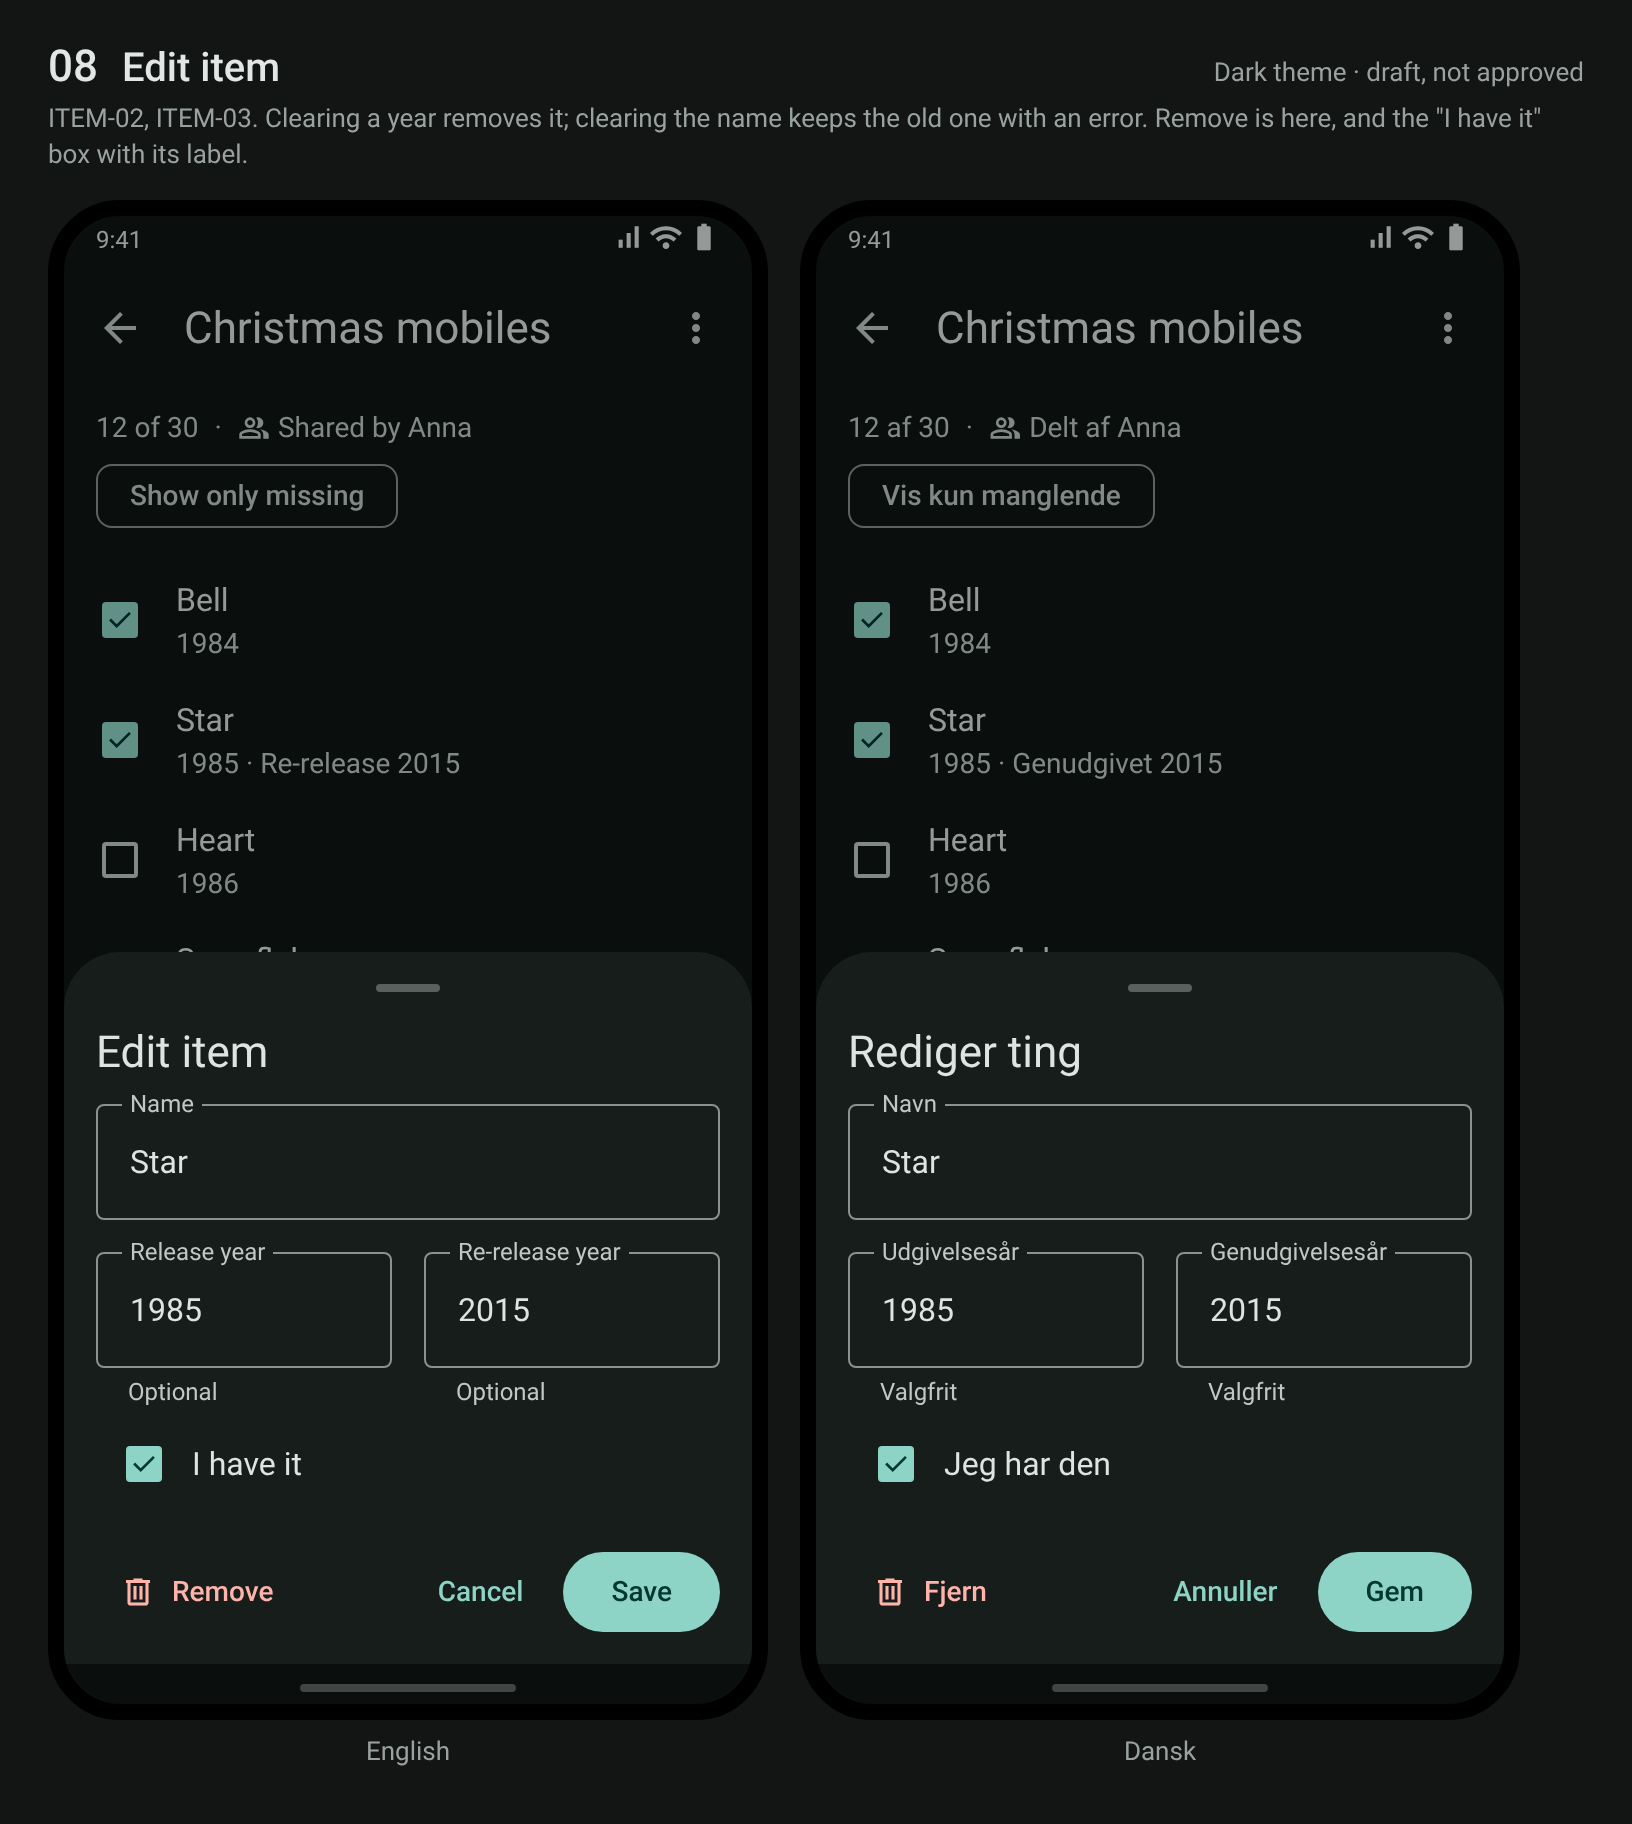 08 Edit item
Dark theme · draft, not approved
ITEM-02, ITEM-03. Clearing a year removes it; clearing the name keeps the old one with an error. Remove is here, and the "I have it"
box with its label.
9:41
Christmas mobiles
12 of 30 · Shared by Anna
Show only missing
Bell
1984
Star
1985 · Re-release 2015
Heart
1986
Edit item
Name
Star
Release year
Re-release year
1985
2015
Optional
Optional
I have it
Remove
Cancel
Save
English
9:41
Christmas mobiles
12 af 30 · Delt af Anna
Vis kun manglende
Bell
1984
Star
1985 · Genudgivet 2015
Heart
1986
Rediger ting
Navn
Star
Udgivelsesår
Genudgivelsesår
1985
2015
Valgfrit
Valgfrit
Jeg har den
Fjern
Annuller
Gem
Dansk